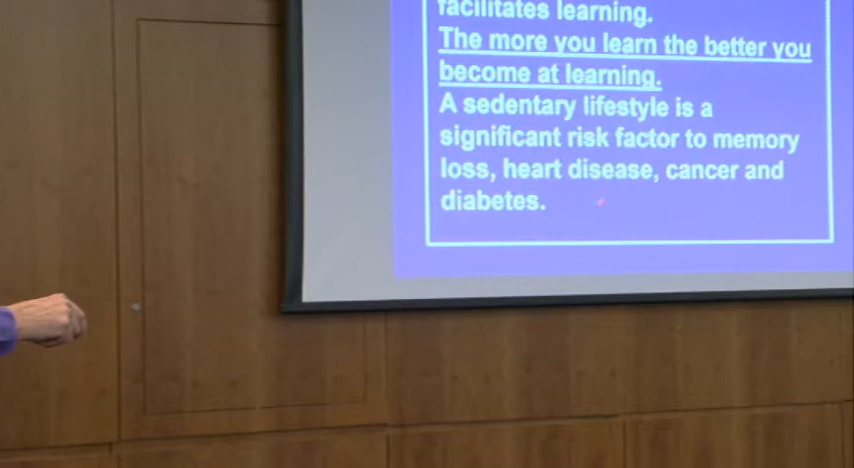 facilitates learning.
The more you learn the better you
become at learning.
A sedentary lifestyle is a
significant risk factor to memory
loss, heart disease, cancer and
diabetes.